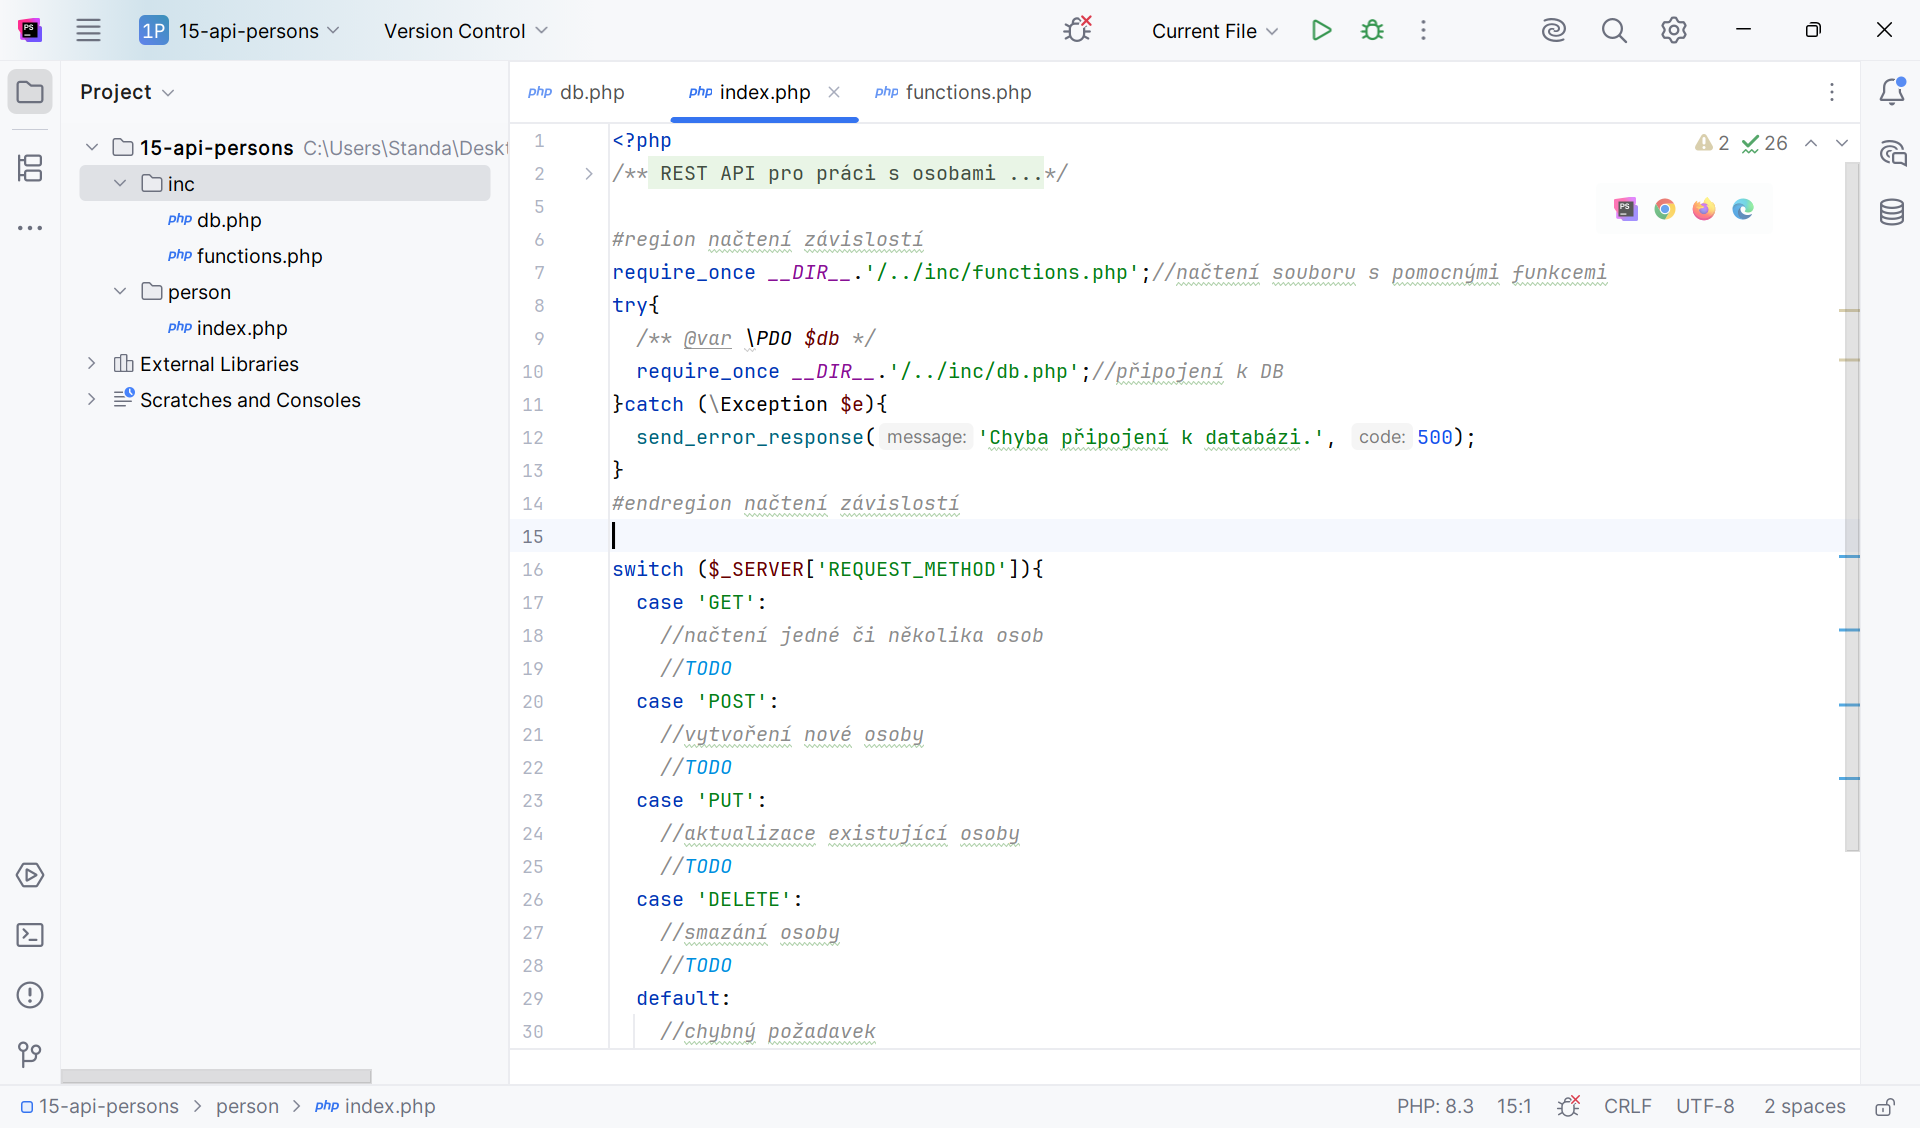 1P 15-api-persons Version Control Current File
Project
15-api-persons C:\Users\Standa\Deskt
inc
php db.php
php functions.php
person
php index.php
External Libraries
Scratches and Consoles
php db.php php index.php php functions.php
2 26
1 <?php
2 /** REST API pro práci s osobami ...*/
5
6 #region načtení závislostí
7 require_once __DIR__.'/../inc/functions.php';//načtení souboru s pomocnými funkcemi
8 try{
9 /** @var \PDO $db */
10 require_once __DIR__.'/../inc/db.php';//připojení k DB
11 }catch (\Exception $e){
12 send_error_response( message: 'Chyba připojení k databázi.', code: 500);
13 }
14 #endregion načtení závislostí
15
16 switch ($_SERVER['REQUEST_METHOD']){
17 case 'GET':
18 //načtení jedné či několika osob
19 //TODO
20 case 'POST':
21 //vytvoření nové osoby
22 //TODO
23 case 'PUT':
24 //aktualizace existující osoby
25 //TODO
26 case 'DELETE':
27 //smazání osoby
28 //TODO
29 default:
30 //chybný požadavek
15-api-persons > person > php index.php PHP: 8.3 15:1 CRLF UTF-8 2 spaces